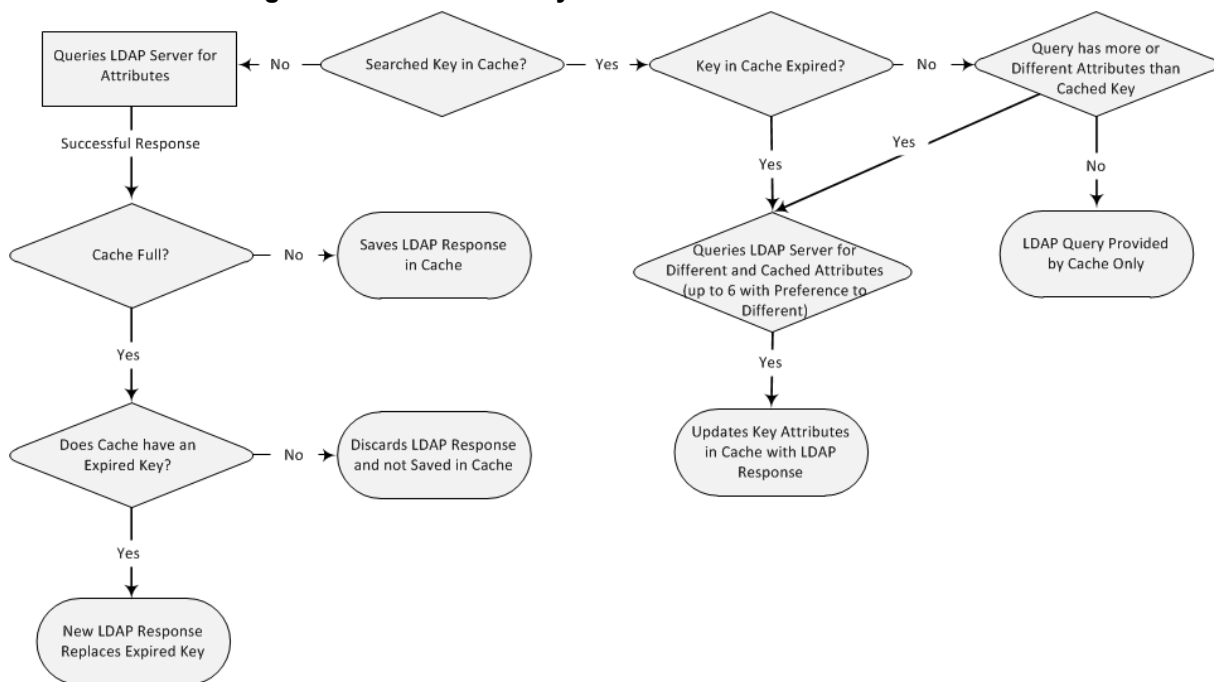 Queries LDAP Server for
Attributes
No
Searched Key in Cache?
Yes
Key in Cache Expired?
No
Query has more or
Different Attributes than
Cached Key
Successful Response
Yes
Yes
No
Cache Full?
No
Saves LDAP Response
in Cache
Queries LDAP Server for
Different and Cached Attributes
(up to 6 with Preference to
Different)
LDAP Query Provided
by Cache Only
Yes
Yes
Does Cache have an
Expired Key?
No
Discards LDAP Response
and not Saved in Cache
Updates Key Attributes
in Cache with LDAP
Response
Yes
New LDAP Response
Replaces Expired Key